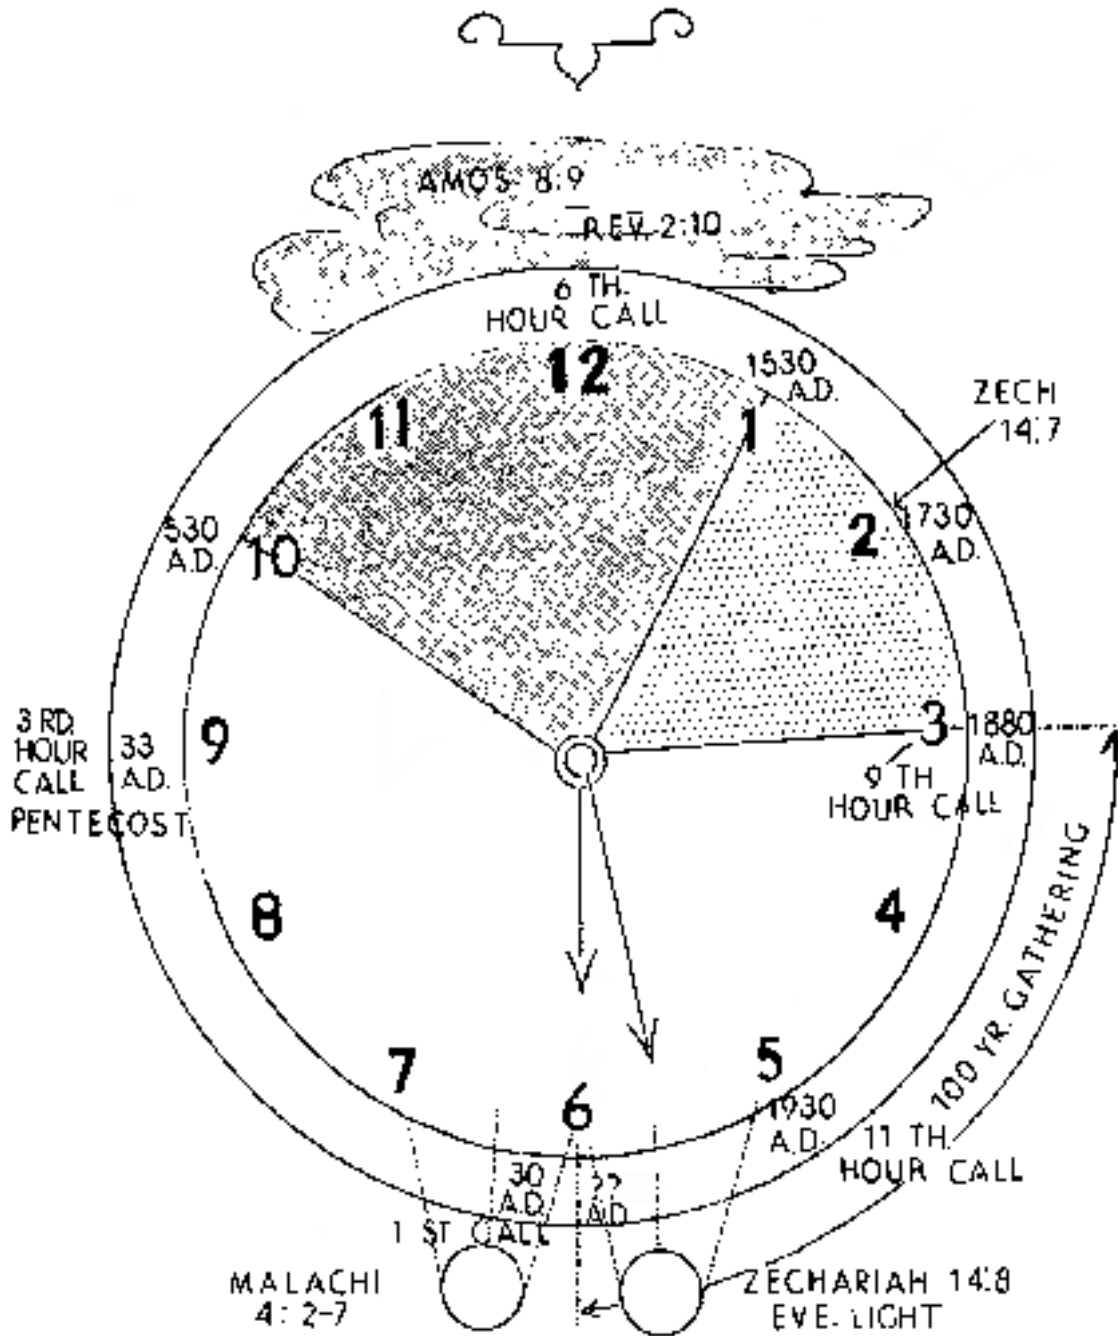 AMOS 8:9
REV. 2:10
6 TH.
HOUR CALL
12
11
1
1530
A.D.
ZECH
14:7
2
1730
A.D.
530
A.D.
10
3 RD.
HOUR
CALL
PENTECOST
33
A.D.
9
3
1880
A.D.
9 TH
HOUR CALL
8
4
100 YR. GATHERING
7
6
5
1930
A.D.
11 TH.
HOUR CALL
30
A.D.
A.D.
1 ST CALL
MALACHI
4:2-7
ZECHARIAH 14:8
EVE. LIGHT